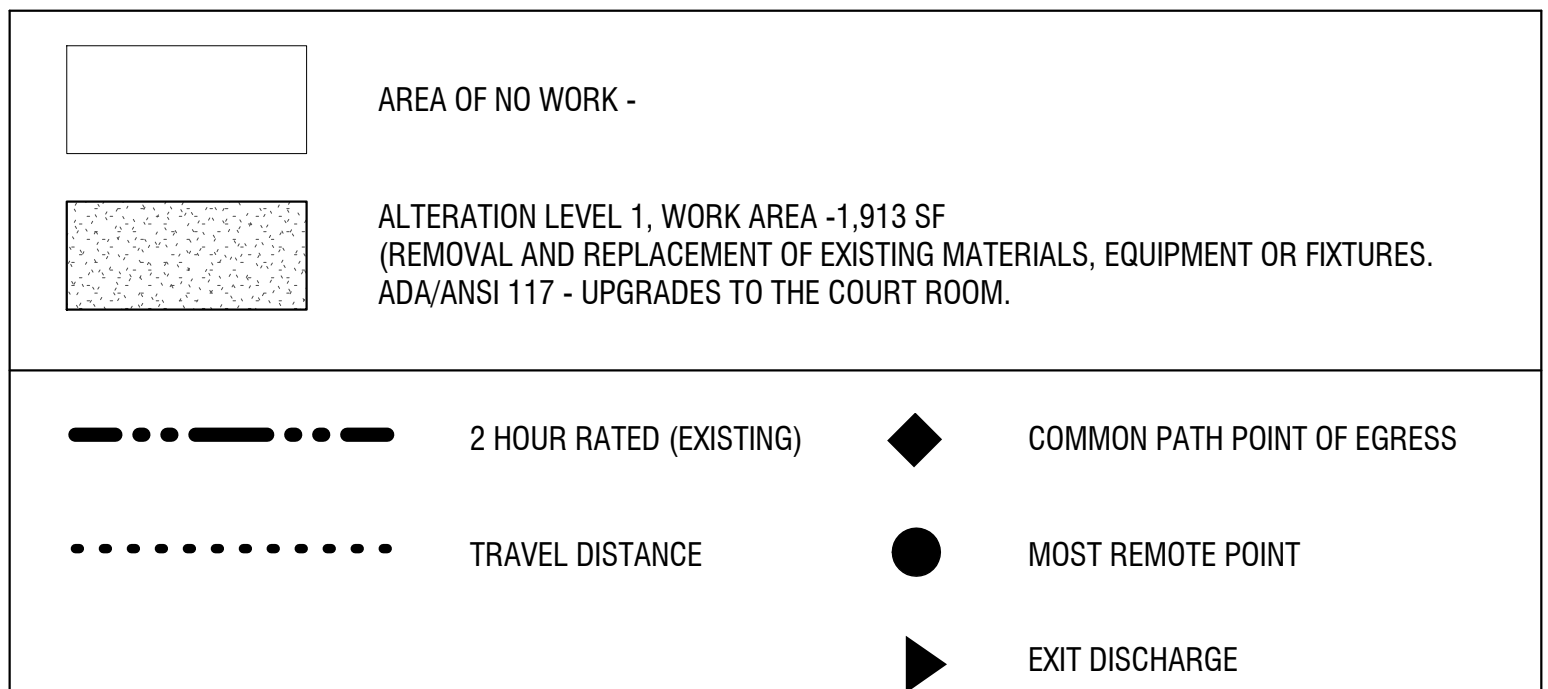 AREA OF NO WORK -
ALTERATION LEVEL 1, WORK AREA -1,913 SF
(REMOVAL AND REPLACEMENT OF EXISTING MATERIALS, EQUIPMENT OR FIXTURES.
ADA/ANSI 117 - UPGRADES TO THE COURT ROOM.
2 HOUR RATED (EXISTING)
COMMON PATH POINT OF EGRESS
TRAVEL DISTANCE
MOST REMOTE POINT
EXIT DISCHARGE